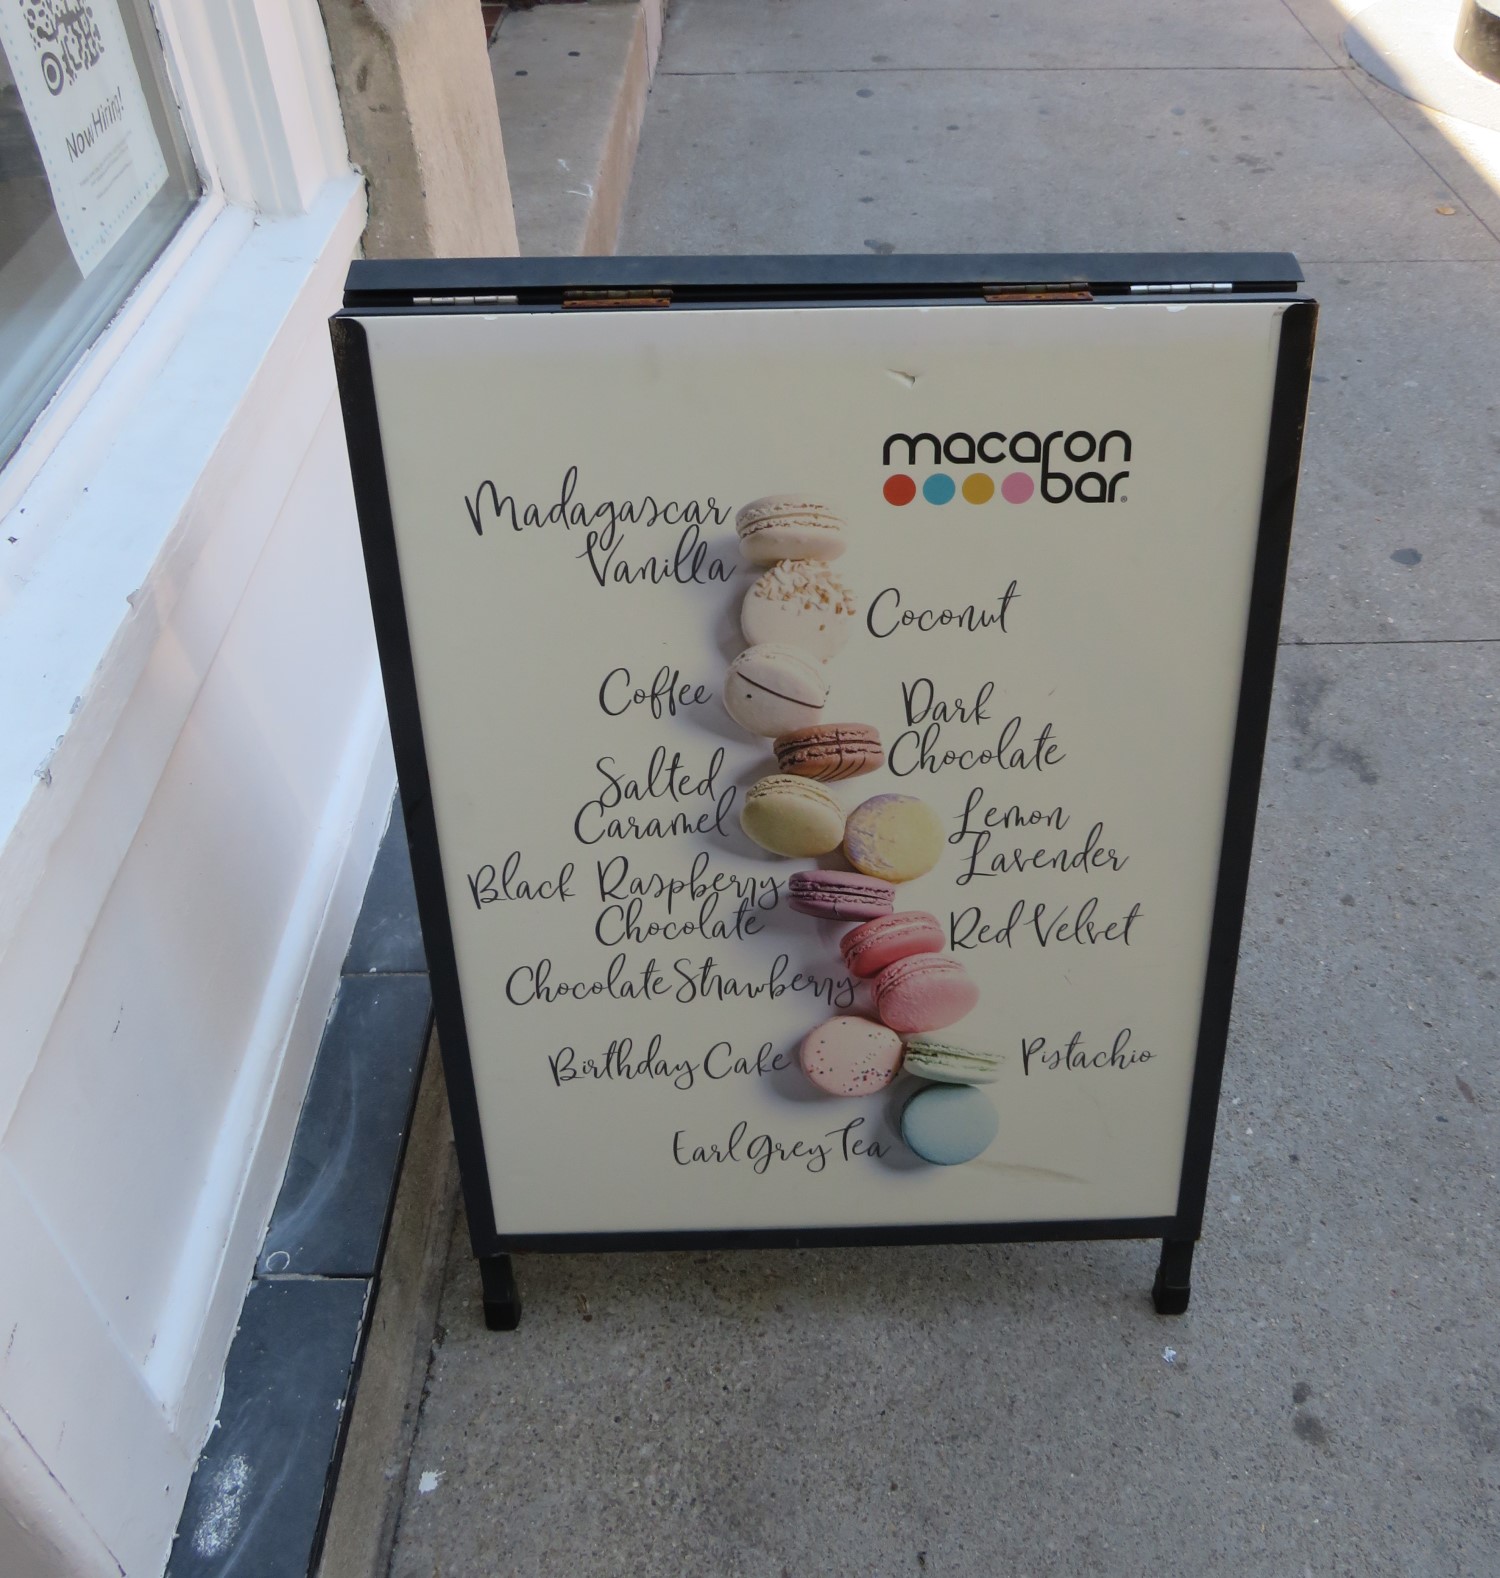 Now Hiring!
macaron
bar
Madagascar
Vanilla
Coconut
Coffee
Dark
Chocolate
Salted
Caramel
Lemon
Lavender
Black Raspberry
Chocolate
Red Velvet
Chocolate Strawberry
Birthday Cake
Pistachio
Earl Grey Tea